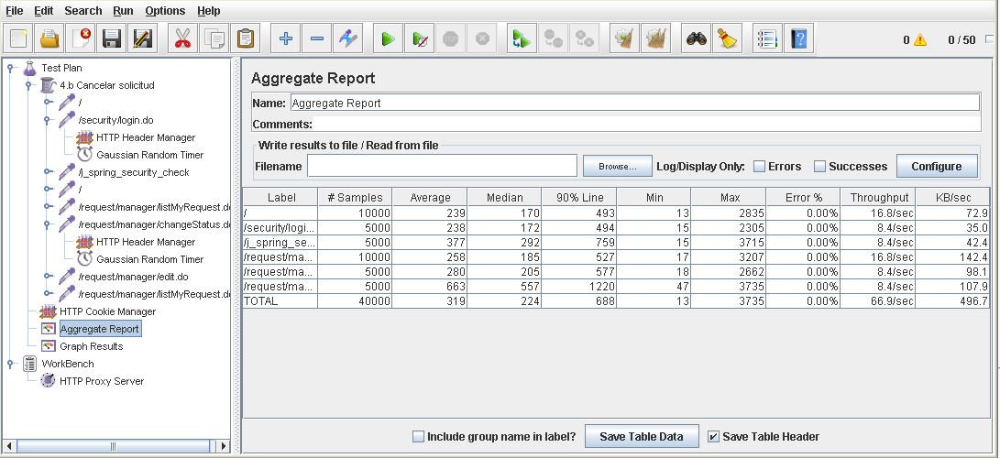 File Edit Search Run Options Help
0 0 / 50
Test Plan
4.b Cancelar solicitud
/
/security/login.do
HTTP Header Manager
Gaussian Random Timer
/j_spring_security_check
/
/request/manager/listMyRequest.do
/request/manager/changeStatus.do
HTTP Header Manager
Gaussian Random Timer
/request/manager/edit.do
/request/manager/listMyRequest.do
HTTP Cookie Manager
Aggregate Report
Graph Results
WorkBench
HTTP Proxy Server
Aggregate Report
Name: Aggregate Report
Comments:
Write results to file / Read from file
Filename Browse... Log/Display Only: Errors Successes Configure
Label # Samples Average Median 90% Line Min Max Error % Throughput KB/sec
/ 10000 239 170 493 13 2835 0.00% 16.8/sec 72.9
/security/logi... 5000 238 172 494 15 2305 0.00% 8.4/sec 35.0
/j_spring_se... 5000 377 292 759 15 3715 0.00% 8.4/sec 42.4
/request/ma... 10000 258 185 527 17 3207 0.00% 16.8/sec 142.4
/request/ma... 5000 280 205 577 18 2662 0.00% 8.4/sec 98.1
/request/ma... 5000 663 557 1220 47 3735 0.00% 8.4/sec 107.9
TOTAL 40000 319 224 688 13 3735 0.00% 66.9/sec 496.7
Include group name in label? Save Table Data Save Table Header